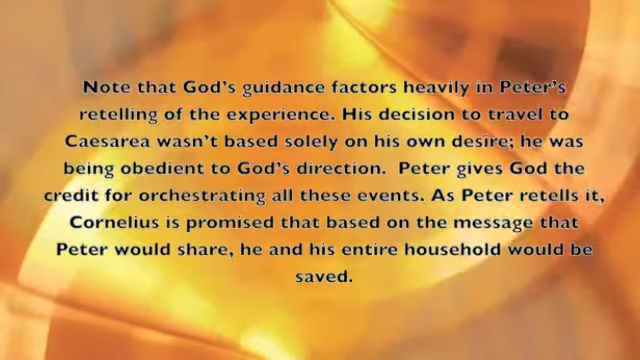 Note that God's guidance factors heavily in Peter's
retelling of the experience. His decision to travel to
Caesarea wasn't based solely on his own desire; he was
being obedient to God's direction.  Peter gives God the
credit for orchestrating all these events. As Peter retells it,
Cornelius is promised that based on the message that
Peter would share, he and his entire household would be
saved.